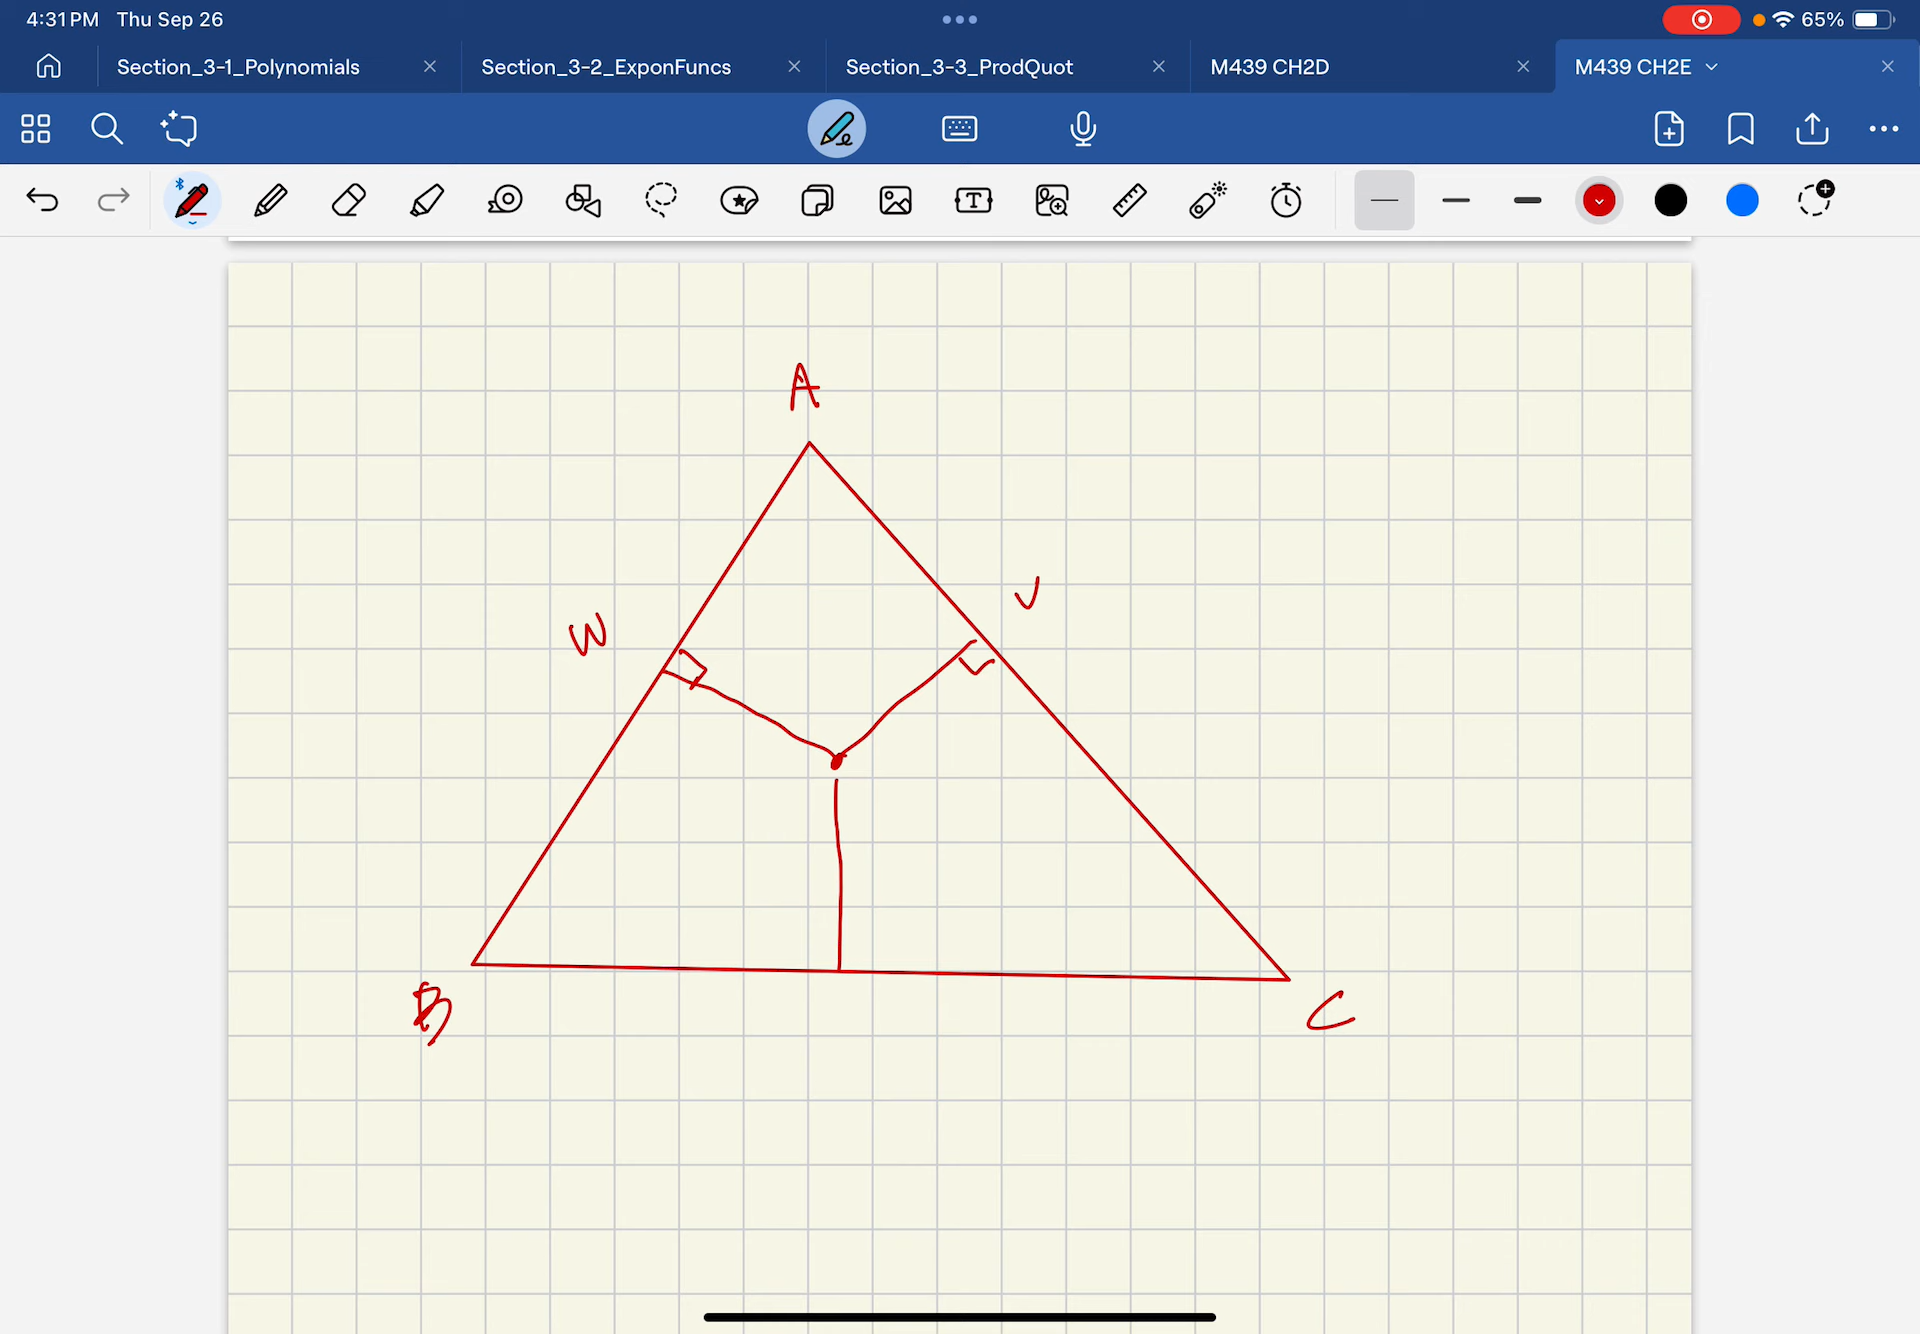 4:31 PM Thu Sep 26
65%
Section_3-1_Polynomials
Section_3-2_ExponFuncs
Section_3-3_ProdQuot
M439 CH2D
M439 CH2E
A
W
V
B
C